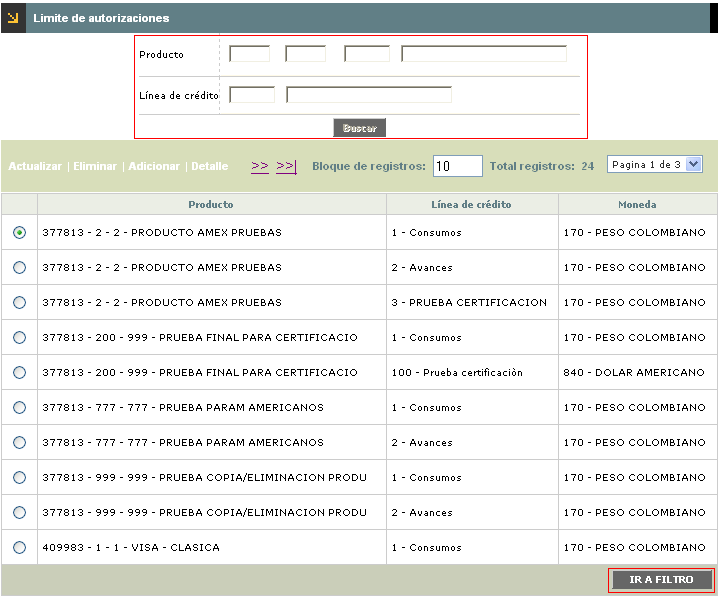 Limite de autorizaciones
Producto
Línea de crédito
Buscar
Actualizar | Eliminar | Adicionar | Detalle >> >>| Bloque de registros: 10 Total registros: 24 Pagina 1 de 3
Producto Línea de crédito Moneda
377813 - 2 - 2 - PRODUCTO AMEX PRUEBAS 1 - Consumos 170 - PESO COLOMBIANO
377813 - 2 - 2 - PRODUCTO AMEX PRUEBAS 2 - Avances 170 - PESO COLOMBIANO
377813 - 2 - 2 - PRODUCTO AMEX PRUEBAS 3 - PRUEBA CERTIFICACION 170 - PESO COLOMBIANO
377813 - 200 - 999 - PRUEBA FINAL PARA CERTIFICACIO 1 - Consumos 170 - PESO COLOMBIANO
377813 - 200 - 999 - PRUEBA FINAL PARA CERTIFICACIO 100 - Prueba certificaciòn 840 - DOLAR AMERICANO
377813 - 777 - 777 - PRUEBA PARAM AMERICANOS 1 - Consumos 170 - PESO COLOMBIANO
377813 - 777 - 777 - PRUEBA PARAM AMERICANOS 2 - Avances 170 - PESO COLOMBIANO
377813 - 999 - 999 - PRUEBA COPIA/ELIMINACION PRODU 1 - Consumos 170 - PESO COLOMBIANO
377813 - 999 - 999 - PRUEBA COPIA/ELIMINACION PRODU 2 - Avances 170 - PESO COLOMBIANO
409983 - 1 - 1 - VISA - CLASICA 1 - Consumos 170 - PESO COLOMBIANO
IR A FILTRO